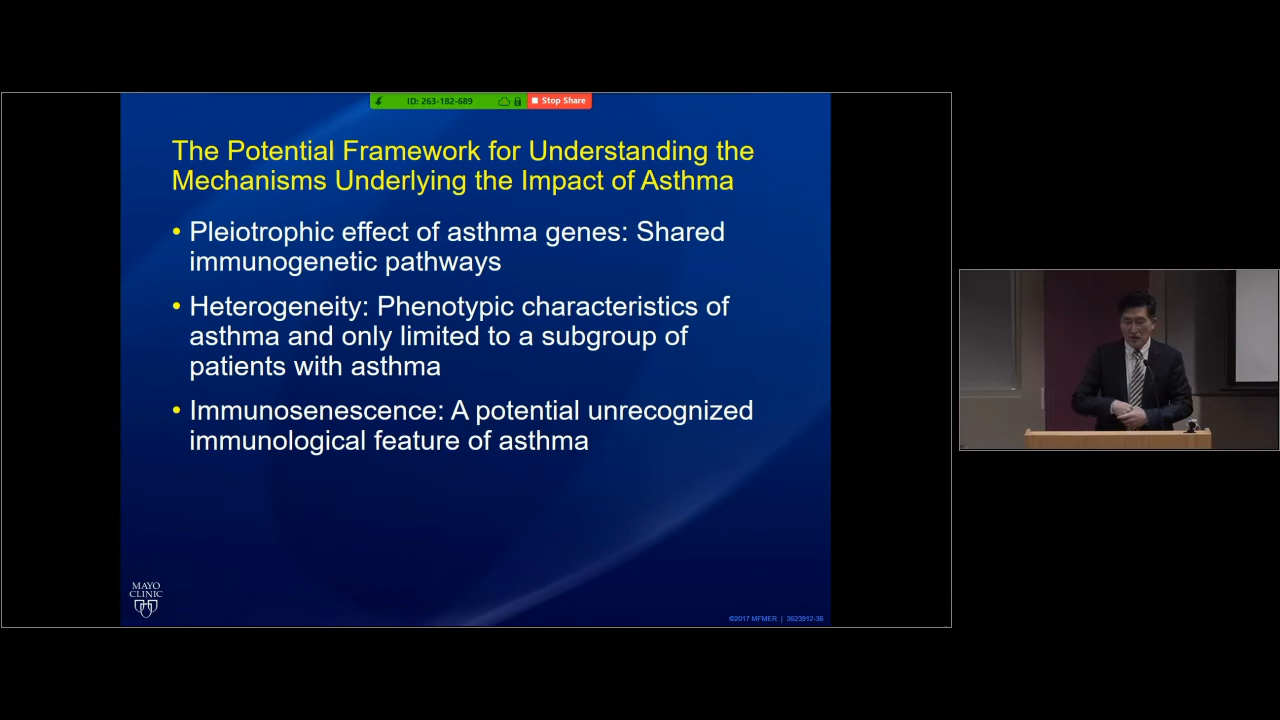 ID: 263-182-689
Stop Share
The Potential Framework for Understanding the
Mechanisms Underlying the Impact of Asthma
• Pleiotrophic effect of asthma genes: Shared
immunogenetic pathways
• Heterogeneity: Phenotypic characteristics of
asthma and only limited to a subgroup of
patients with asthma
• Immunosenescence: A potential unrecognized
immunological feature of asthma
MAYO
CLINIC
©2017 MFMER | 3623912-36